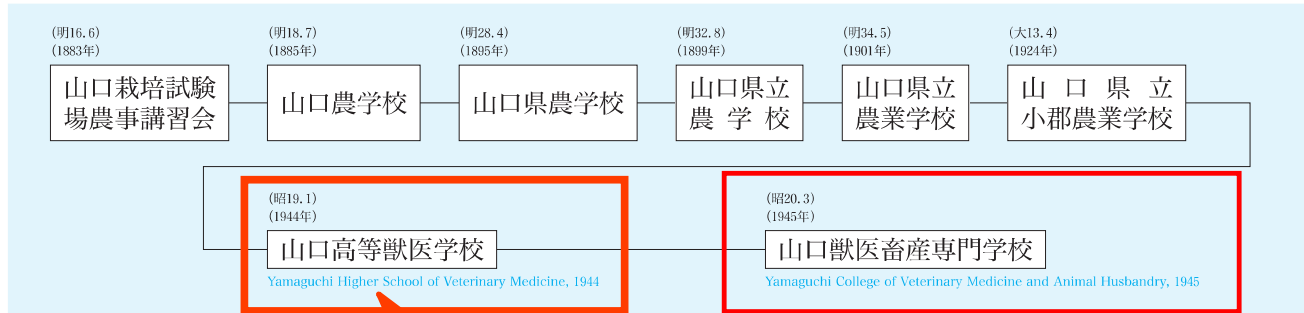 (明16.6)
(1883年)
山口栽培試験
場農事講習会
(明18.7)
(1885年)
山口農学校
(明28.4)
(1895年)
山口県農学校
(明32.8)
(1899年)
山口県立
農学校
(明34.5)
(1901年)
山口県立
農業学校
(大13.4)
(1924年)
山口県立
小郡農業学校
(昭19.1)
(1944年)
山口高等獣医学校
Yamaguchi Higher School of Veterinary Medicine, 1944
(昭20.3)
(1945年)
山口獣医畜産専門学校
Yamaguchi College of Veterinary Medicine and Animal Husbandry, 1945